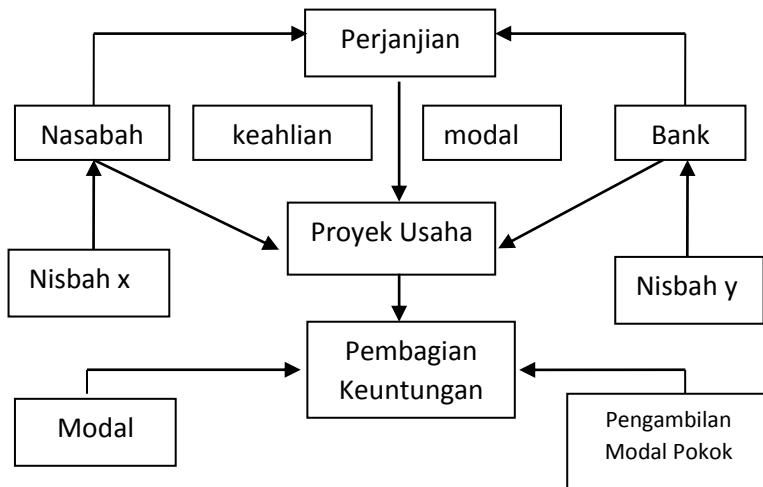 Perjanjian
Nasabah
keahlian
modal
Bank
Proyek Usaha
Nisbah x
Nisbah y
Pembagian
Keuntungan
Modal
Pengambilan
Modal Pokok